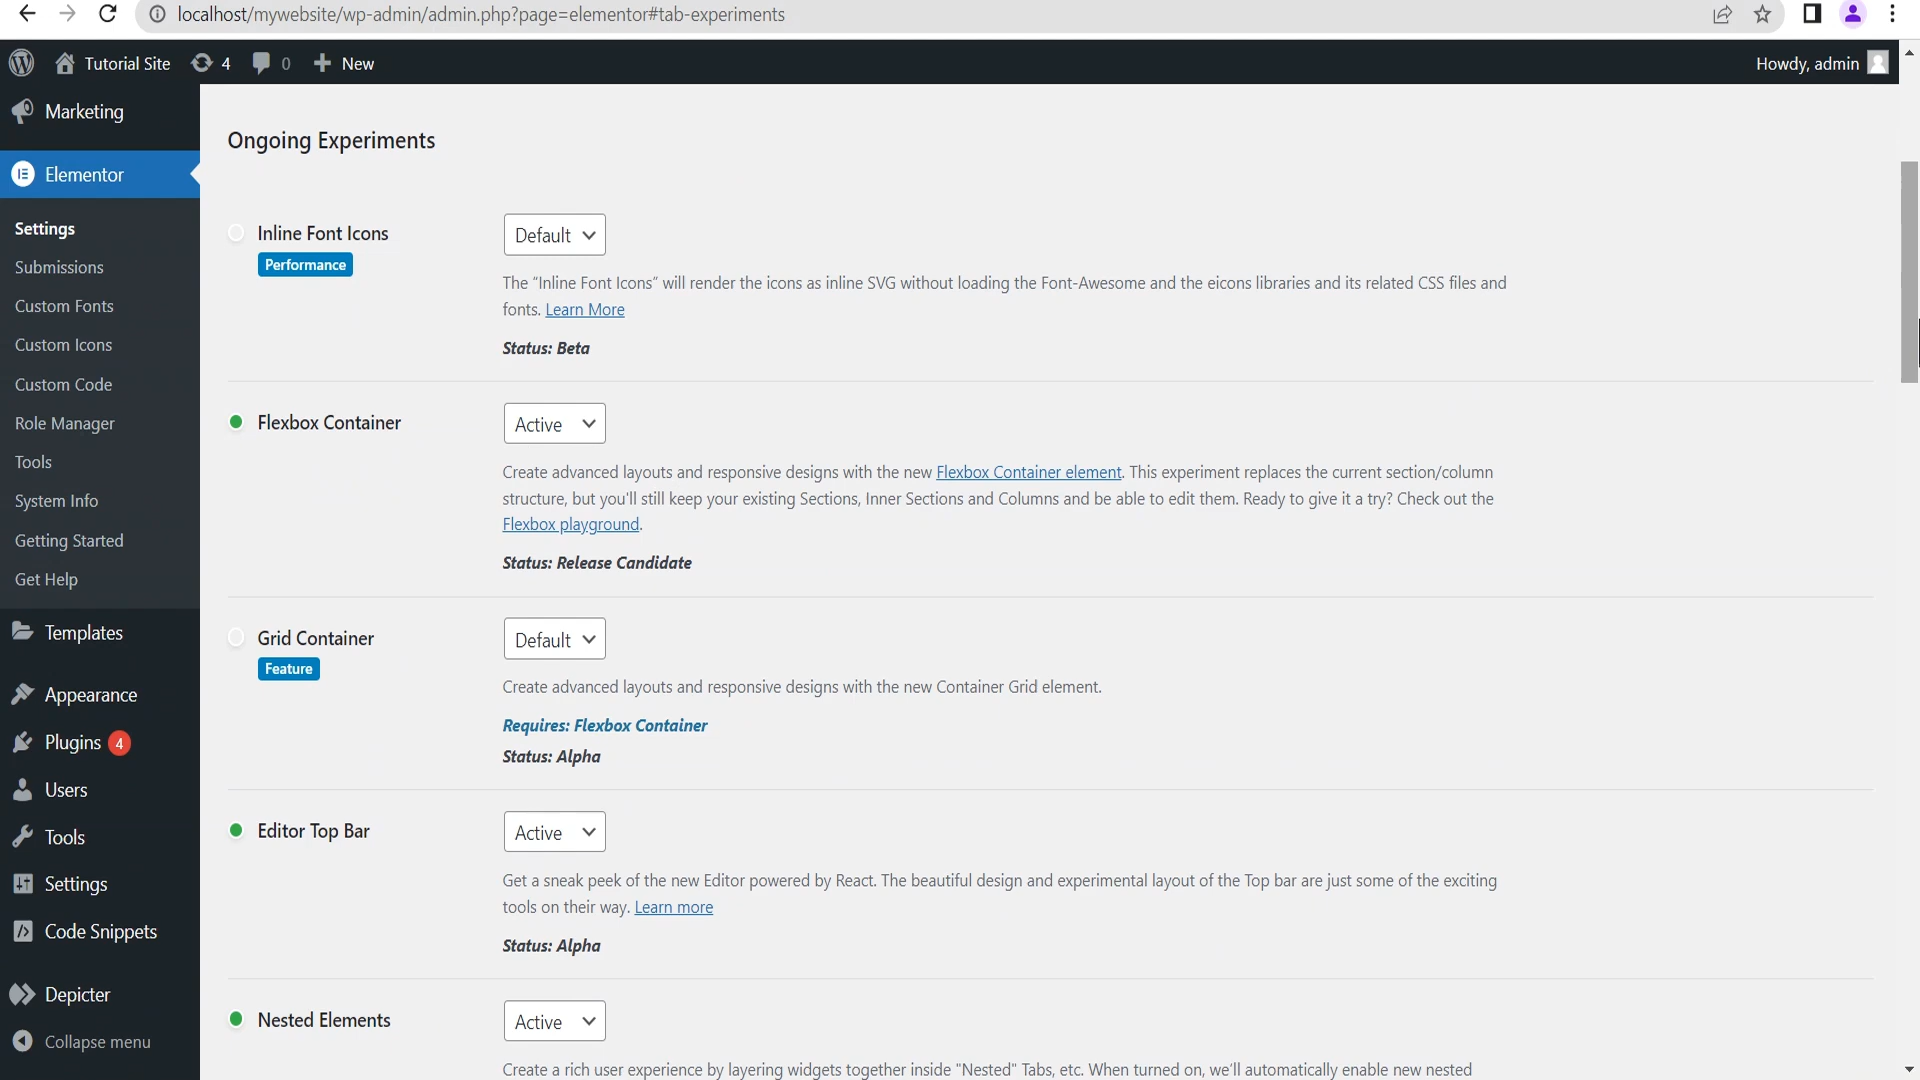 localhost/mywebsite/wp-admin/admin.php?page=elementor#tab-experiments
Tutorial Site
4
0
New
Howdy, admin
Marketing
Elementor
Settings
Submissions
Custom Fonts
Custom Icons
Custom Code
Role Manager
Tools
System Info
Getting Started
Get Help
Templates
Appearance
Plugins 4
Users
Tools
Settings
Code Snippets
Depicter
Collapse menu
Ongoing Experiments
Inline Font Icons
Performance
Default
The "Inline Font Icons" will render the icons as inline SVG without loading the Font-Awesome and the eicons libraries and its related CSS files and
fonts. Learn More
Status: Beta
Flexbox Container
Active
Create advanced layouts and responsive designs with the new Flexbox Container element. This experiment replaces the current section/column
structure, but you'll still keep your existing Sections, Inner Sections and Columns and be able to edit them. Ready to give it a try? Check out the
Flexbox playground.
Status: Release Candidate
Grid Container
Feature
Default
Create advanced layouts and responsive designs with the new Container Grid element.
Requires: Flexbox Container
Status: Alpha
Editor Top Bar
Active
Get a sneak peek of the new Editor powered by React. The beautiful design and experimental layout of the Top bar are just some of the exciting
tools on their way. Learn more
Status: Alpha
Nested Elements
Active
Create a rich user experience by layering widgets together inside "Nested" Tabs, etc. When turned on, we'll automatically enable new nested